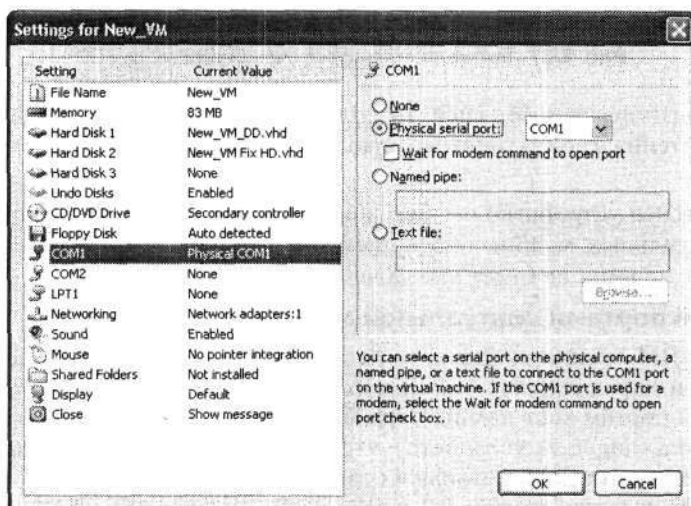 Settings for New_VM
Setting Current Value
File Name New_VM
Memory 83 MB
Hard Disk 1 New_VM_DD.vhd
Hard Disk 2 New_VM Fix HD.vhd
Hard Disk 3 None
Undo Disks Enabled
CD/DVD Drive Secondary controller
Floppy Disk Auto detected
COM1 Physical COM1
COM2 None
LPT1 None
Networking Network adapters:1
Sound Enabled
Mouse No pointer integration
Shared Folders Not installed
Display Default
Close Show message
COM1
None
Physical serial port: COM1
Wait for modem command to open port
Named pipe:
Text file:
Browse...
You can select a serial port on the physical computer, a
named pipe, or a text file to connect to the COM1 port
on the virtual machine. If the COM1 port is used for a
modem, select the Wait for modem command to open
port check box.
OK Cancel